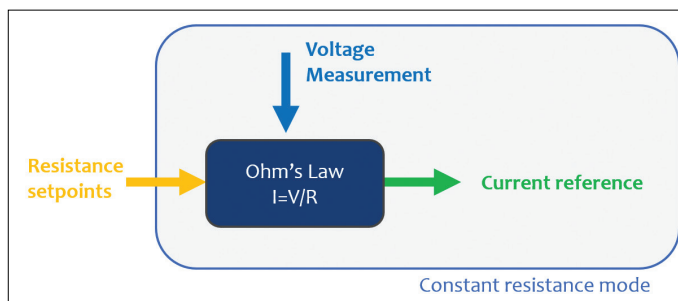 Voltage
Measurement
Resistance
setpoints
Ohm's Law
I=V/R
Current reference
Constant resistance mode